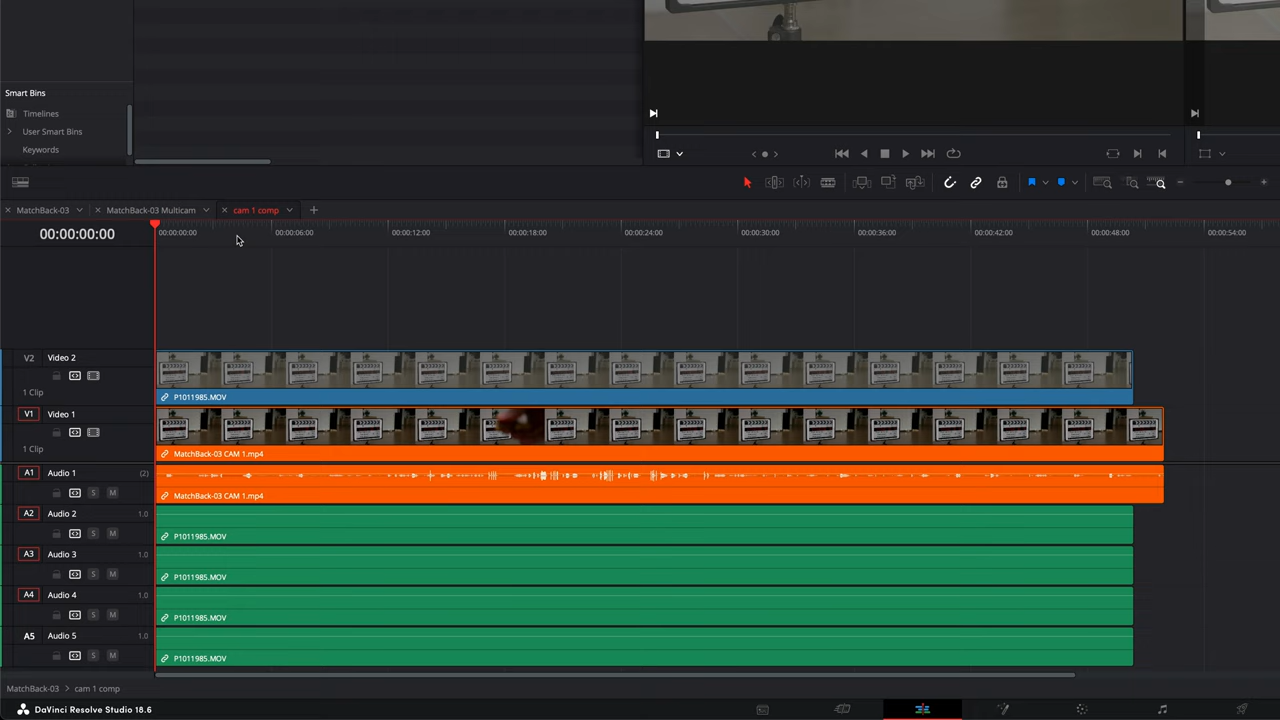 Smart Bins
Timelines
User Smart Bins
Keywords
MatchBack-03 MatchBack-03 Multicam cam 1 comp
00:00:00:00 00:00:00:00 00:00:06:00 00:00:12:00 00:00:18:00 00:00:24:00 00:00:30:00 00:00:36:00 00:00:42:00 00:00:48:00 00:00:54:00
V2 Video 2
1 Clip
P1011985.MOV
V1 Video 1
1 Clip
MatchBack-03 CAM 1.mp4
A1 Audio 1 (2)
S M
MatchBack-03 CAM 1.mp4
A2 Audio 2 1.0
S M
P1011985.MOV
A3 Audio 3 1.0
S M
P1011985.MOV
A4 Audio 4 1.0
S M
P1011985.MOV
A5 Audio 5 1.0
S M
P1011985.MOV
MatchBack-03 > cam 1 comp
DaVinci Resolve Studio 18.6